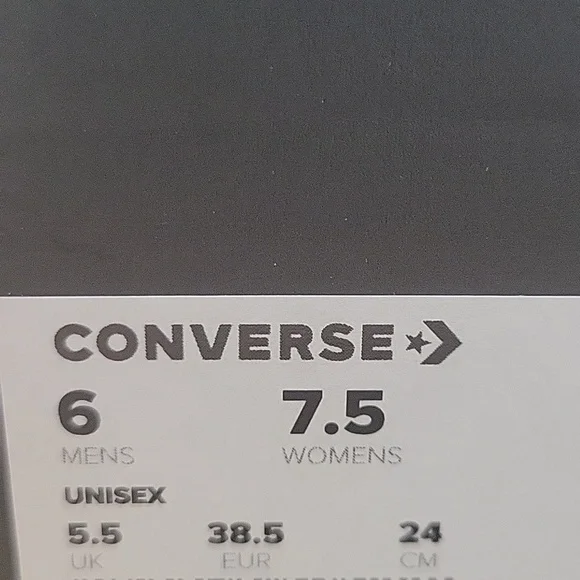 CONVERSE
6 7.5
MENS WOMENS
UNISEX
5.5 38.5 24
UK EUR CM